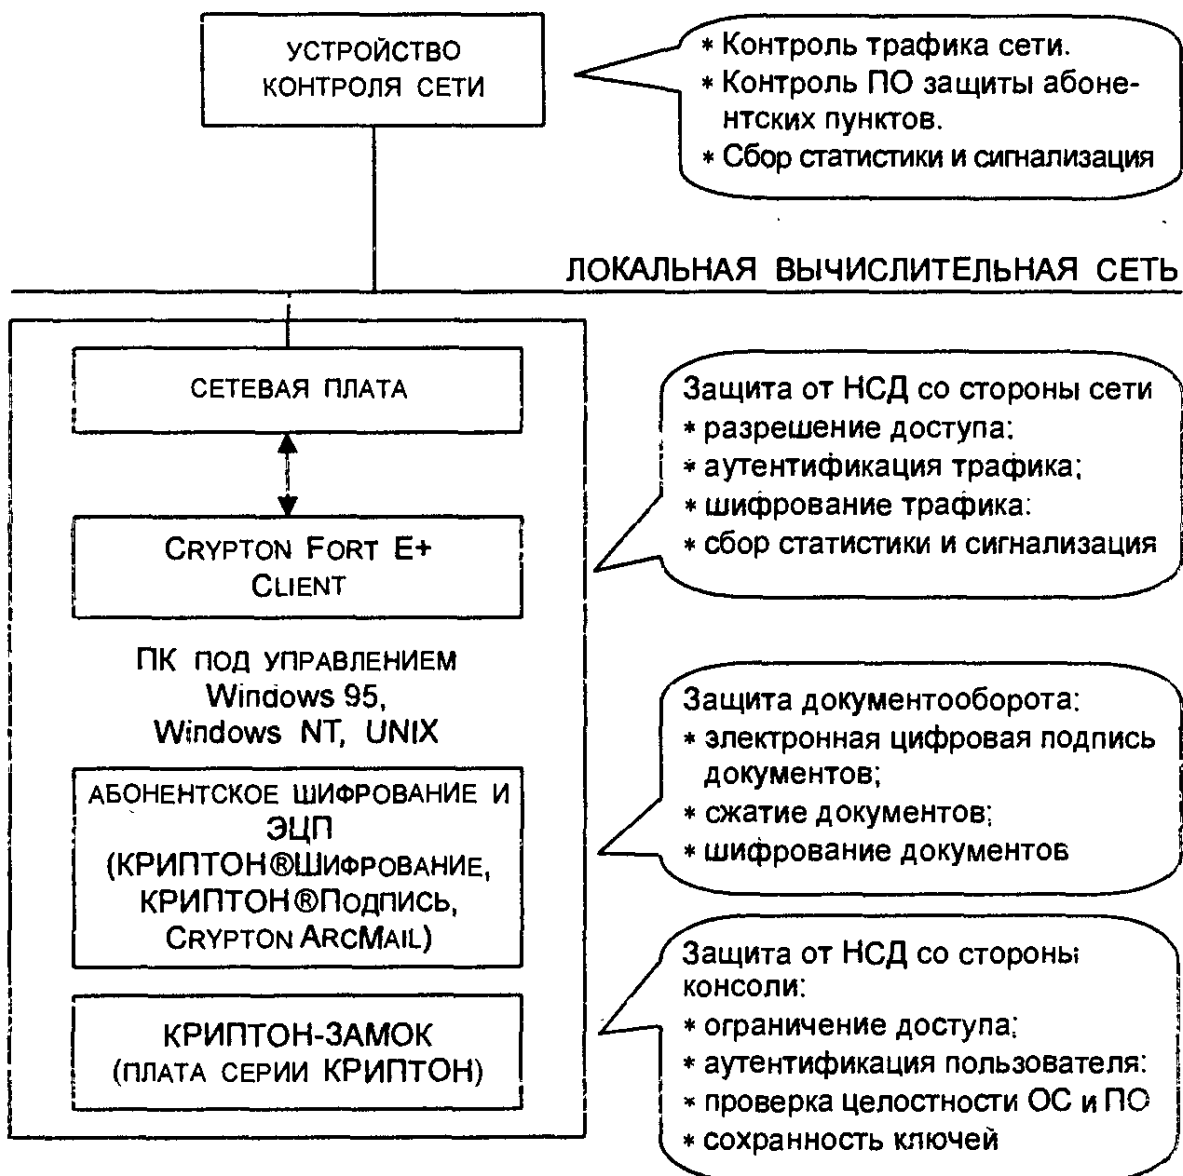 УСТРОЙСТВО
КОНТРОЛЯ СЕТИ
* Контроль трафика сети.
* Контроль ПО защиты абоне-
нтских пунктов.
* Сбор статистики и сигнализация
ЛОКАЛЬНАЯ ВЫЧИСЛИТЕЛЬНАЯ СЕТЬ
СЕТЕВАЯ ПЛАТА
CRYPTON FORT E+
CLIENT
Защита от НСД со стороны сети
* разрешение доступа;
* аутентификация трафика;
* шифрование трафика:
* сбор статистики и сигнализация
ПК ПОД УПРАВЛЕНИЕМ
Windows 95,
Windows NT, UNIX
АБОНЕНТСКОЕ ШИФРОВАНИЕ И
ЭЦП
(КРИПТОН®ШИФРОВАНИЕ,
КРИПТОН®ПОДПИСЬ,
CRYPTON ARCMAIL)
Защита документооборота:
* электронная цифровая подпись
документов;
* сжатие документов;
* шифрование документов
КРИПТОН-ЗАМОК
(ПЛАТА СЕРИИ КРИПТОН)
Защита от НСД со стороны
консоли:
* ограничение доступа;
* аутентификация пользователя:
* проверка целостности ОС и ПО
* сохранность ключей